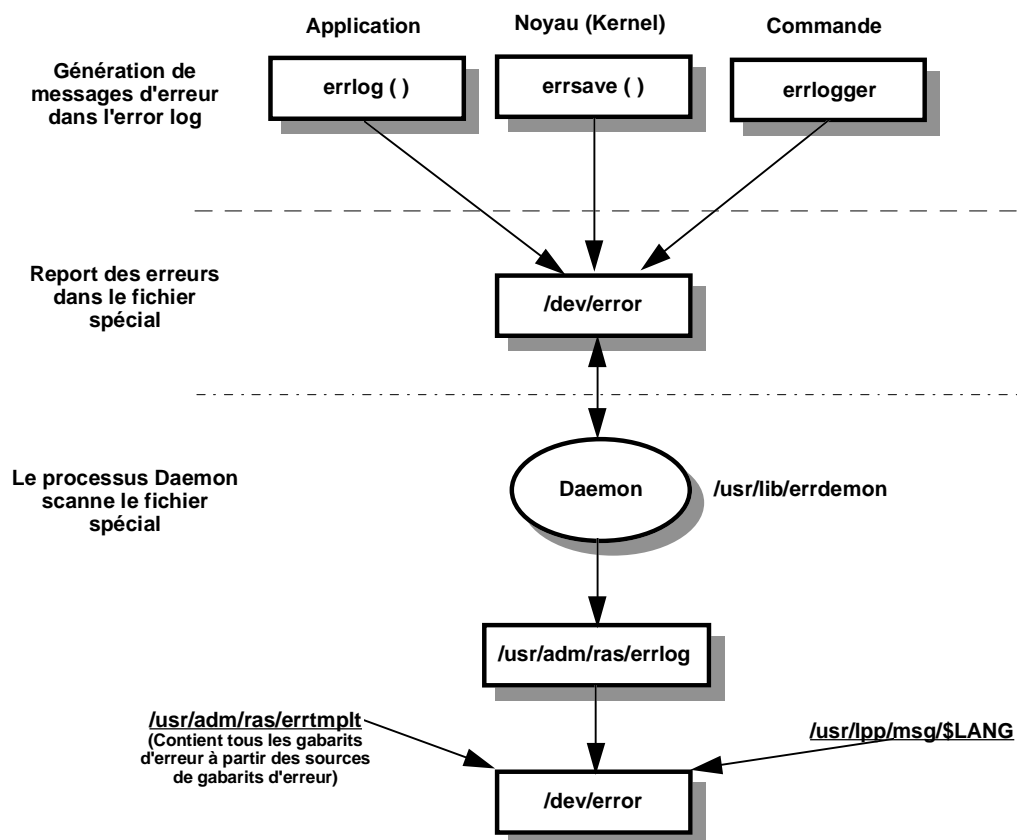 Application
Noyau (Kernel)
Commande
Génération de
messages d'erreur
dans l'error log
errlog ( )
errsave ( )
errlogger
Report des erreurs
dans le fichier
spécial
/dev/error
Le processus Daemon
scanne le fichier
spécial
Daemon
/usr/lib/errdemon
/usr/adm/ras/errlog
/usr/adm/ras/errtmplt
(Contient tous les gabarits
d'erreur à partir des sources
de gabarits d'erreur)
/usr/lpp/msg/$LANG
/dev/error